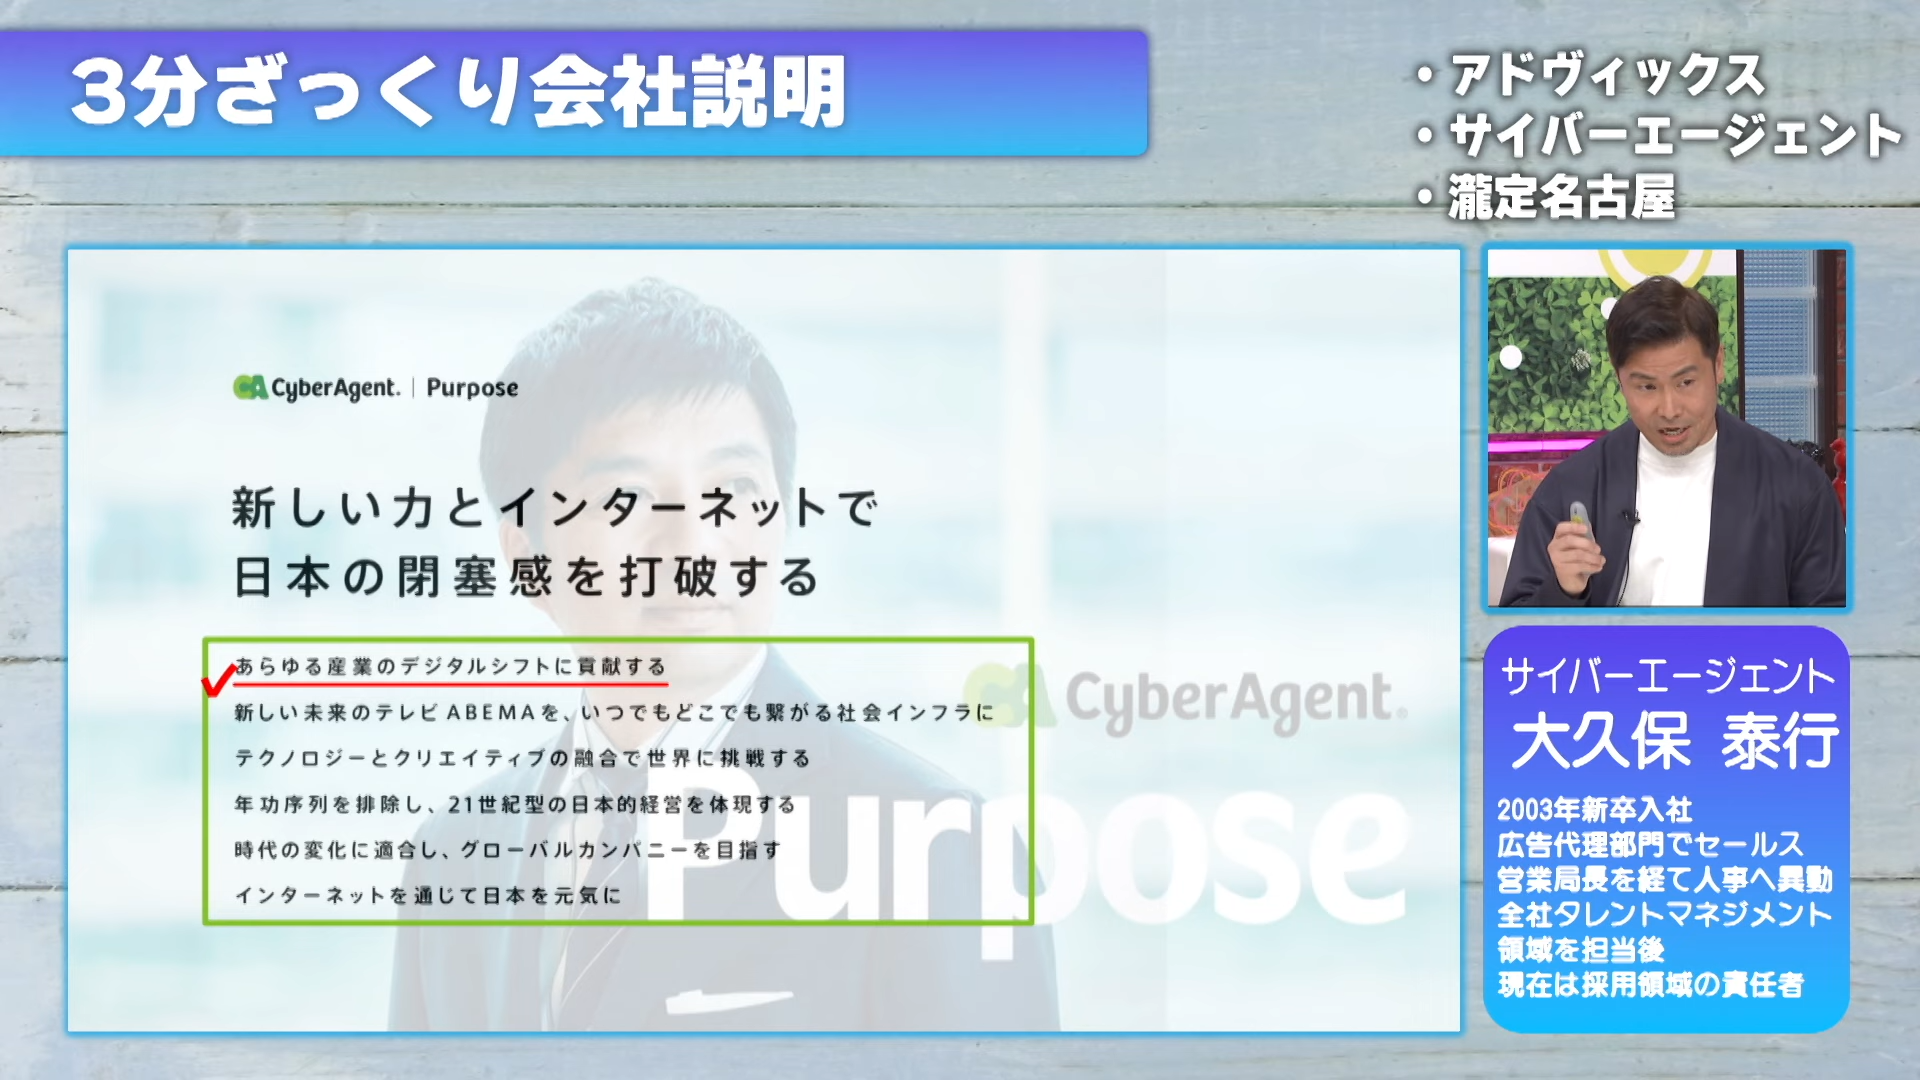 3分ざっくり会社説明
・アドヴィックス
・サイバーエージェント
・瀧定名古屋
CA CyberAgent. | Purpose
新しい力とインターネットで
日本の閉塞感を打破する
あらゆる産業のデジタルシフトに貢献する
新しい未来のテレビABEMAを、いつでもどこでも繋がる社会インフラに
テクノロジーとクリエイティブの融合で世界に挑戦する
年功序列を排除し、21世紀型の日本的経営を体現する
時代の変化に適合し、グローバルカンパニーを目指す
インターネットを通じて日本を元気に
CA CyberAgent.
Purpose
サイバーエージェント
大久保 泰行
2003年新卒入社
広告代理部門でセールス
営業局長を経て人事へ異動
全社タレントマネジメント
領域を担当後
現在は採用領域の責任者